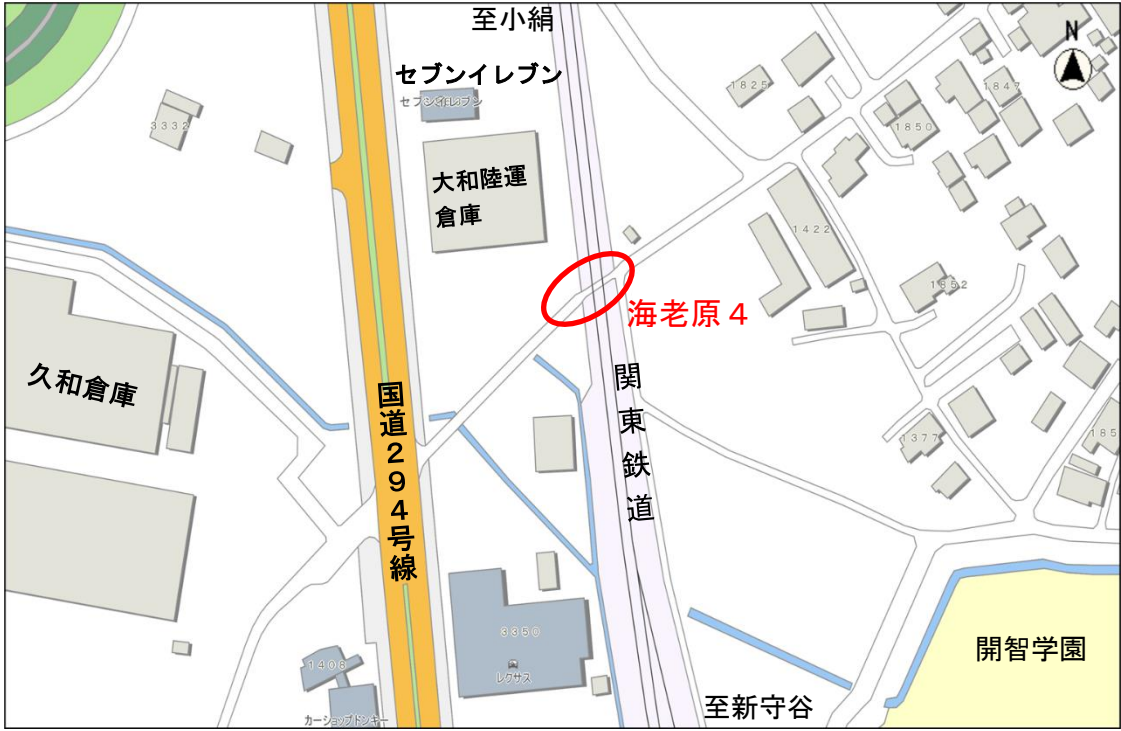 至小絹
N
セブンイレブン
セブンイレブン
1825
1847
3332
1850
大和陸運
倉庫
1422
1852
海老原4
久和倉庫
関東鉄道
国道294号線
1377
185
3350
レクサス
開智学園
1408
至新守谷
カーショップドンキー